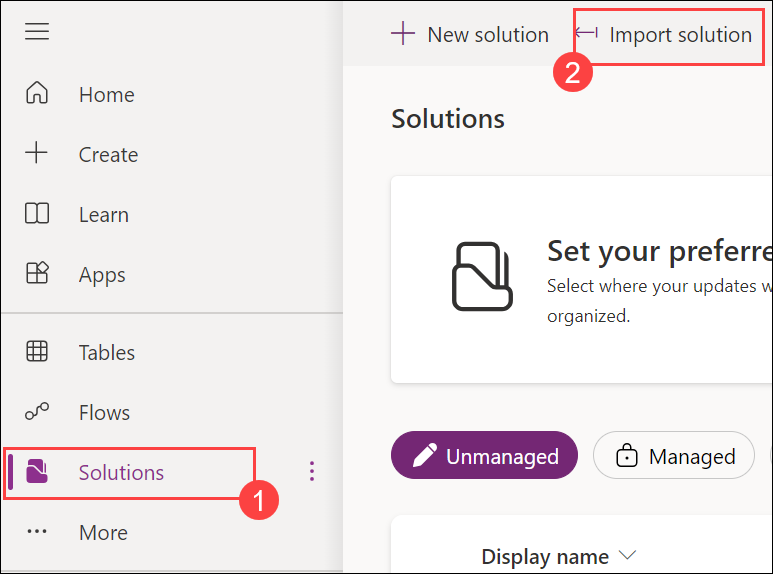 Home
Create
Learn
Apps
Tables
Flows
Solutions
1
More
New solution
Import solution
2
Solutions
Set your preferre
Select where your updates w
organized.
Unmanaged
Managed
Display name